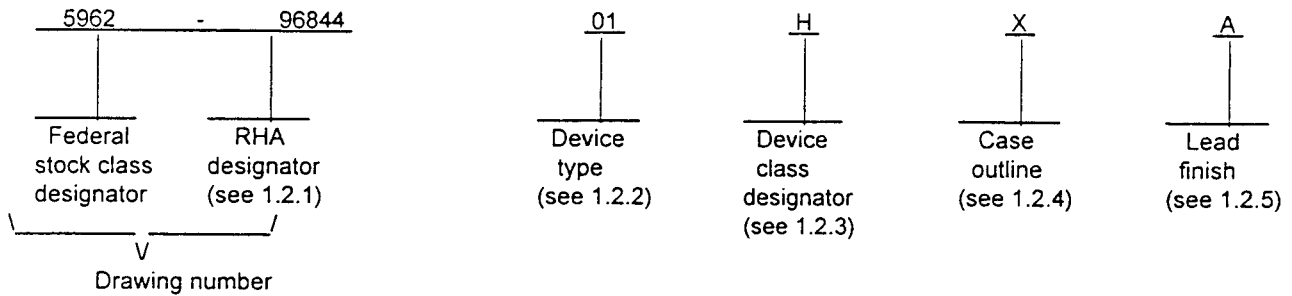 5962 - 96844 01 H X A
Federal stock class designator
RHA designator (see 1.2.1)
Device type (see 1.2.2)
Device class designator (see 1.2.3)
Case outline (see 1.2.4)
Lead finish (see 1.2.5)
\ / V
Drawing number